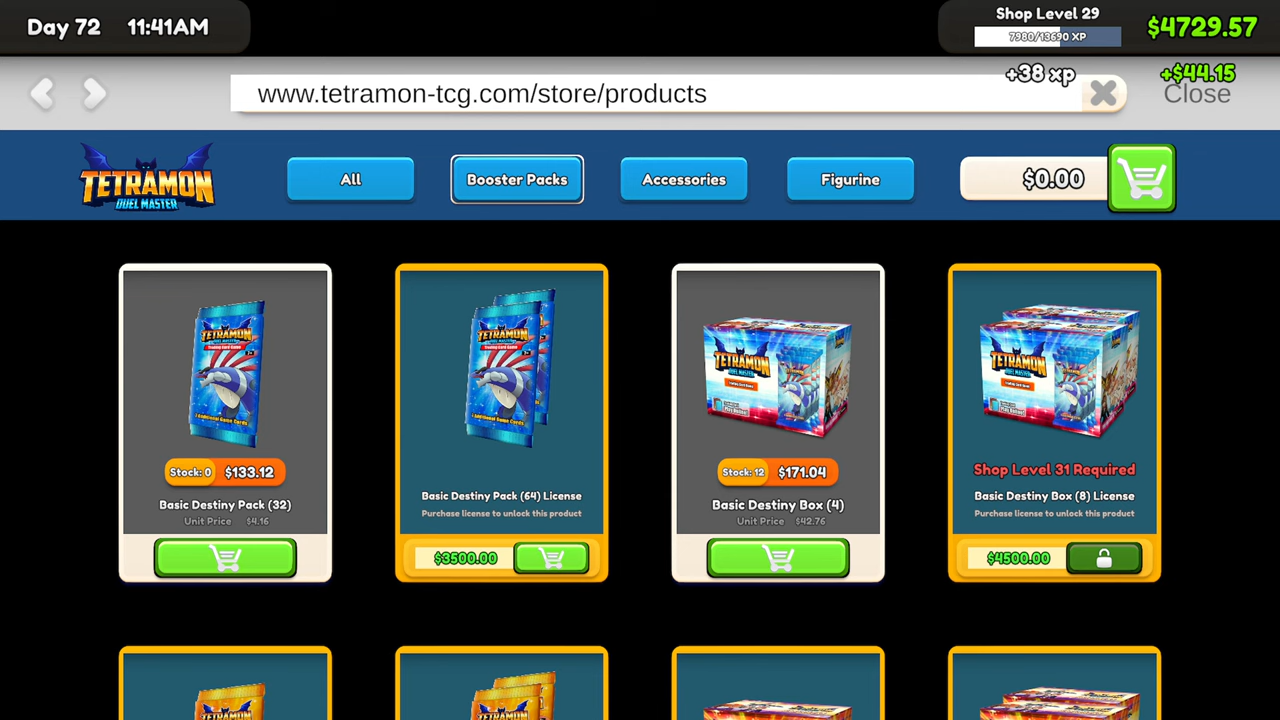 Day 72 11:41AM
Shop Level 29
7980/13690 XP
$4729.57
+38 xp
+$44.15
www.tetramon-tcg.com/store/products
Close
TETRAMON
DUEL MASTER
All
Booster Packs
Accessories
Figurine
$0.00
TETRAMON
TETRAMON
TETRAMON
TETRAMON
Stock: 0 $133.12
Basic Destiny Pack (32)
Unit Price $4.16
Basic Destiny Pack (64) License
Purchase license to unlock this product
$3500.00
Stock: 12 $171.04
Basic Destiny Box (4)
Unit Price $42.76
Shop Level 31 Required
Basic Destiny Box (8) License
Purchase license to unlock this product
$4500.00